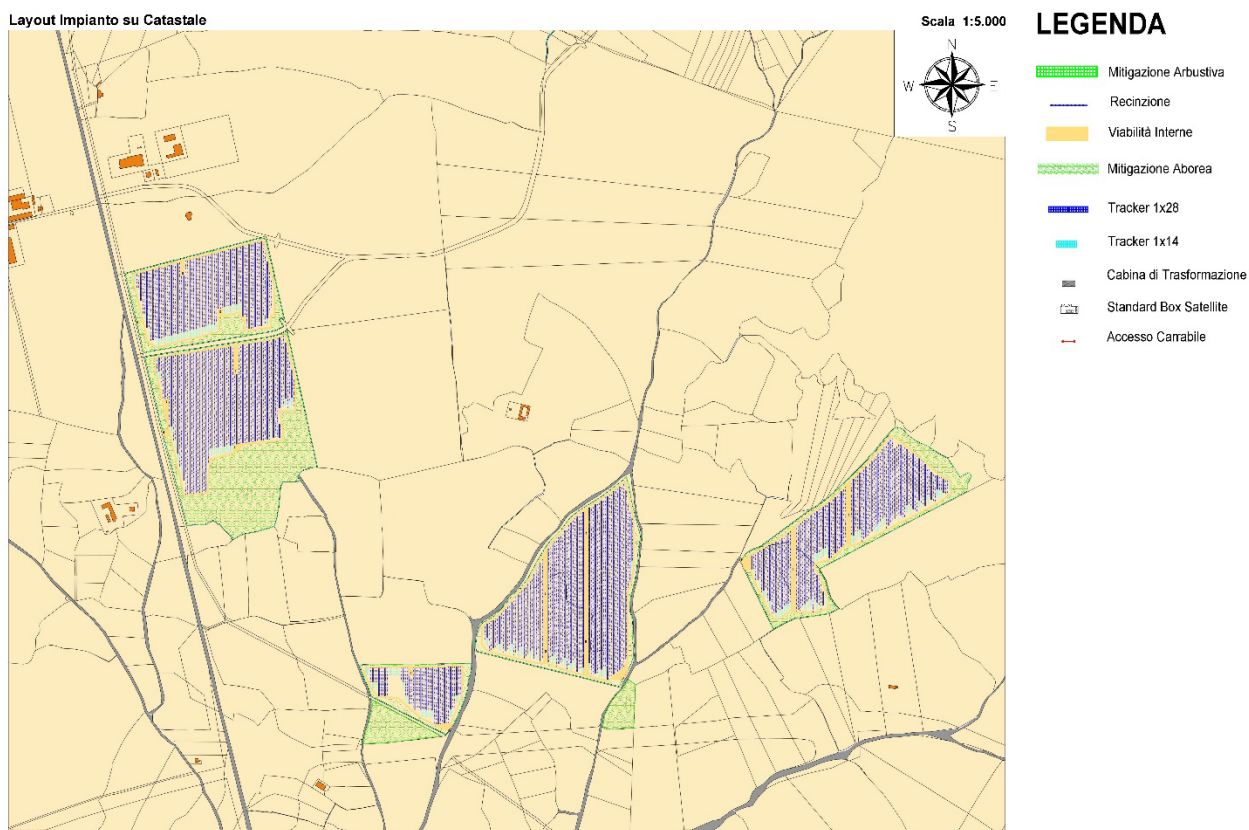 Layout Impianto su Catastale
Scala 1:5.000
N
W E
S
LEGENDA
Mitigazione Arbustiva
Recinzione
Viabilità Interne
Mitigazione Aborea
Tracker 1x28
Tracker 1x14
Cabina di Trasformazione
Standard Box Satellite
Accesso Carrabile